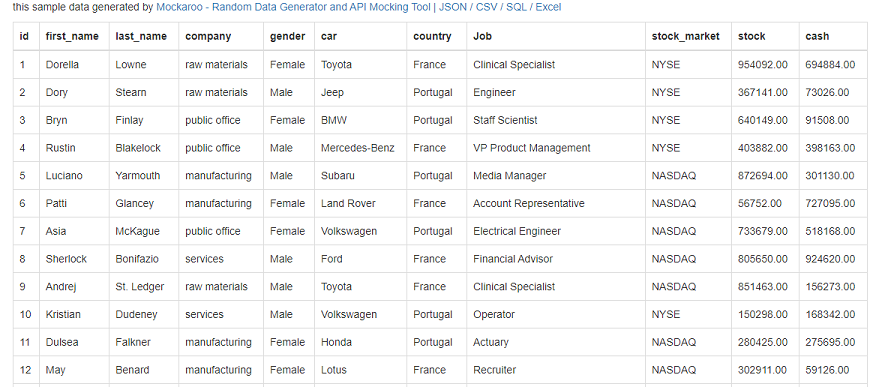 this sample data generated by Mockaroo - Random Data Generator and API Mocking Tool | JSON / CSV / SQL / Excel
id first_name last_name company gender car country Job stock_market stock cash
1 Dorella Lowne raw materials Female Toyota France Clinical Specialist NYSE 954092.00 694884.00
2 Dory Stearn raw materials Male Jeep Portugal Engineer NYSE 367141.00 73026.00
3 Bryn Finlay public office Female BMW Portugal Staff Scientist NYSE 640149.00 91508.00
4 Rustin Blakelock public office Male Mercedes-Benz France VP Product Management NYSE 403882.00 398163.00
5 Luciano Yarmouth manufacturing Male Subaru Portugal Media Manager NASDAQ 872694.00 301130.00
6 Patti Glancey manufacturing Female Land Rover France Account Representative NASDAQ 56752.00 727095.00
7 Asia McKague public office Female Volkswagen Portugal Electrical Engineer NASDAQ 733679.00 518168.00
8 Sherlock Bonifazio services Male Ford France Financial Advisor NASDAQ 805650.00 924620.00
9 Andrej St. Ledger raw materials Male Toyota France Clinical Specialist NASDAQ 851463.00 156273.00
10 Kristian Dudeney services Male Volkswagen Portugal Operator NYSE 150298.00 168342.00
11 Dulsea Falkner manufacturing Female Honda Portugal Actuary NASDAQ 280425.00 275695.00
12 May Benard manufacturing Female Lotus France Recruiter NASDAQ 302911.00 59126.00